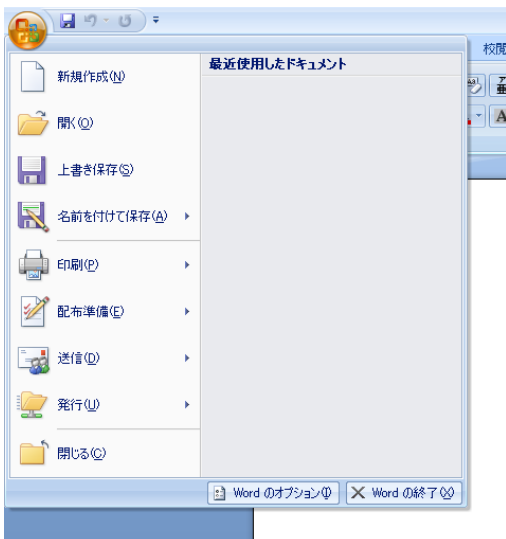 校閲
最近使用したドキュメント
新規作成(N)
開く(O)
上書き保存(S)
名前を付けて保存(A)
印刷(P)
配布準備(E)
送信(D)
発行(U)
閉じる(C)
Word のオプション(I)
Word の終了(X)